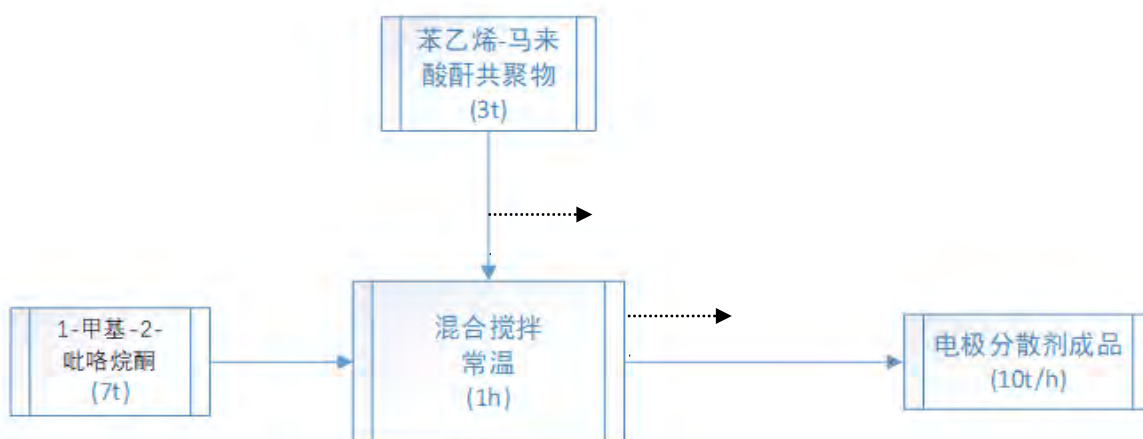 苯乙烯-马来
酸酐共聚物
(3t)
1-甲基-2-
吡咯烷酮
(7t)
混合搅拌
常温
(1h)
电极分散剂成品
(10t/h)